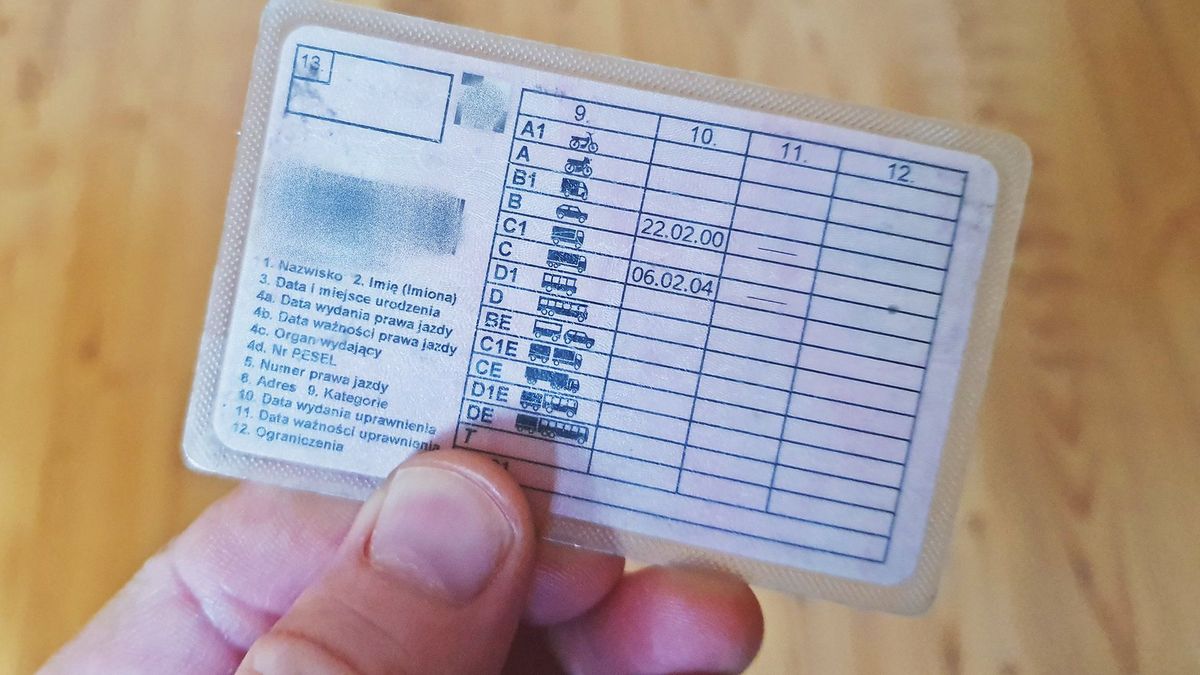 13.
1. Nazwisko 2. Imię (Imiona)
3. Data i miejsce urodzenia
4a. Data wydania prawa jazdy
4b. Data ważności prawa jazdy
4c. Organ wydający
4d. Nr PESEL
5. Numer prawa jazdy
8. Adres 9. Kategorie
10. Data wydania uprawnienia
11. Data ważności uprawnienia
12. Ograniczenia
9. 10. 11. 12.
A1
A
B1
B 22.02.00 —
C1
C 06.02.04 —
D1
D
BE
C1E
CE
D1E
DE
T